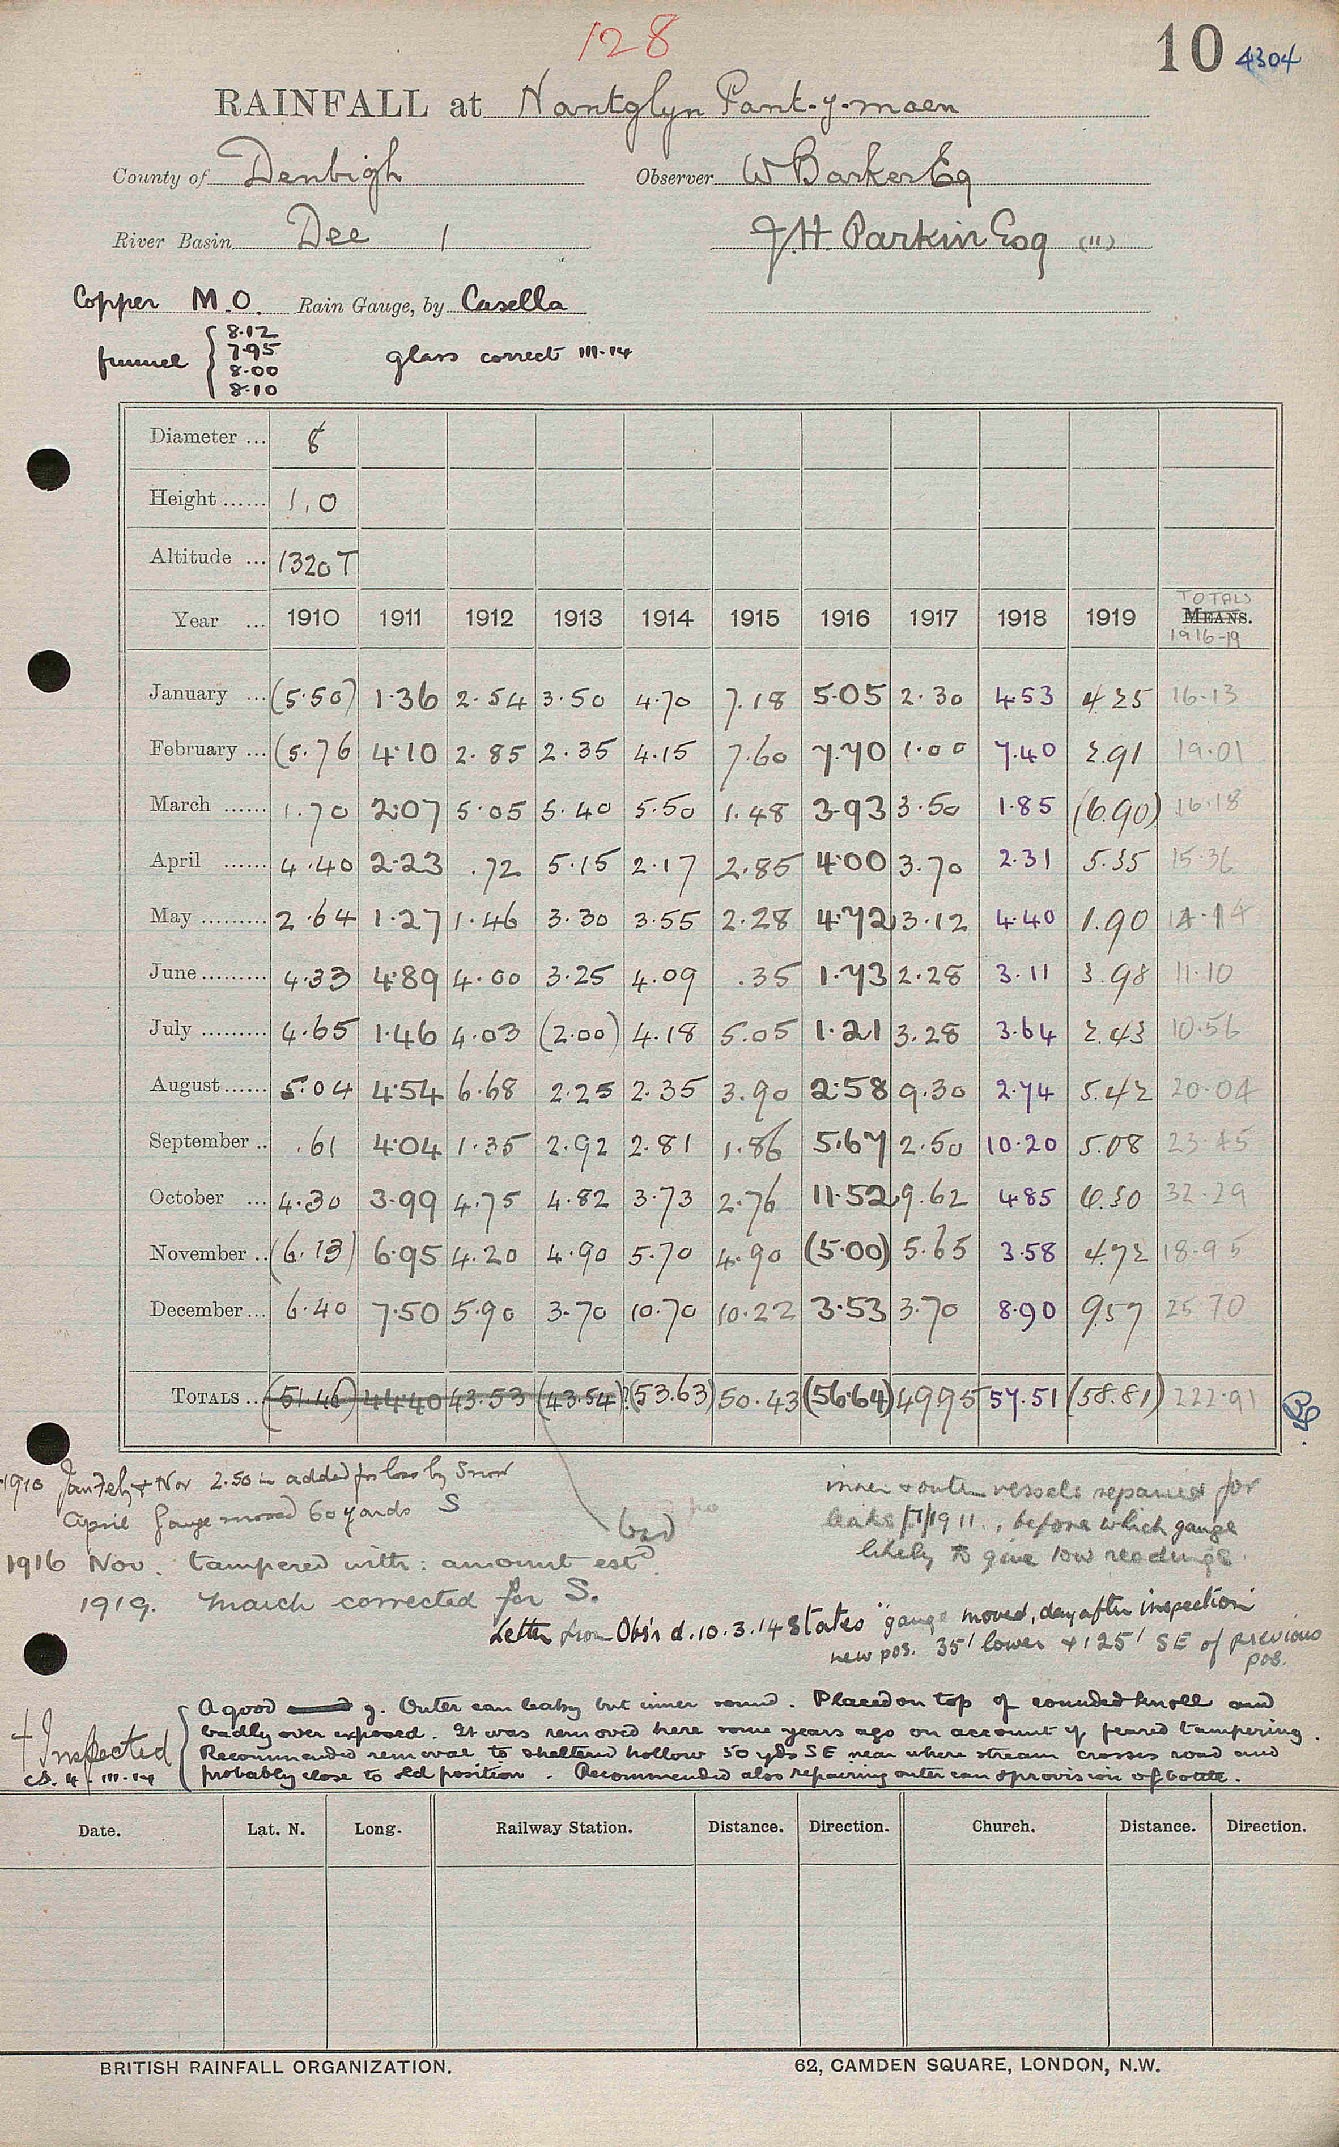 128
10 4304
RAINFALL at Nantglyn Pant-y-maen
County of Denbigh Observer W Barker Esq
River Basin Dee 1 J.H. Parkin Esq (11)
Copper M.O. Rain Gauge, by Casella
funnel { 8.12
7.95
8.00
8.10
glass correct III.14
Diameter ... 8
Height ...... 1,0
Altitude ... 1320 T
TOTALS
Year ... 1910 1911 1912 1913 1914 1915 1916 1917 1918 1919 MEANS.
1916-19
January ... (5.50) 1.36 2.54 3.50 4.70 7.18 5.05 2.30 4.53 4.25 16.13
February ... (5.76 4.10 2.85 2.35 4.15 7.60 7.70 1.00 7.40 2.91 19.01
March ...... 1.70 2.07 5.05 5.40 5.50 1.48 3.93 3.50 1.85 (6.90) 16.18
April ...... 4.40 2.23 .72 5.15 2.17 2.85 4.00 3.70 2.31 5.35 15.36
May ......... 2.64 1.27 1.46 3.30 3.55 2.28 4.72 3.12 4.40 1.90 14.14
June ......... 4.33 4.89 4.00 3.25 4.09 .35 1.73 2.28 3.11 3.98 11.10
July ......... 4.65 1.46 4.03 (2.00) 4.18 5.05 1.21 3.28 3.64 2.43 10.56
August ...... 5.04 4.54 6.68 2.25 2.35 3.90 2.58 9.30 2.74 5.42 20.04
September .. .61 4.04 1.35 2.92 2.81 1.86 5.67 2.50 10.20 5.08 23.45
October ... 4.30 3.99 4.75 4.82 3.73 2.76 11.52 9.62 4.85 6.30 32.29
November .. (6.13) 6.95 4.20 4.90 5.70 4.90 (5.00) 5.65 3.58 4.72 18.95
December ... 6.40 7.50 5.90 3.70 10.70 10.22 3.53 3.70 8.90 9.57 25.70
TOTALS .. (51.46) 44.40 43.53 (43.54)? (53.63) 50.43 (56.64) 49.95 57.51 (58.81) 222.91
1910 Jan Feb & Nov 2.50 in added for loss by Snow
April Gauge moved 60 yards S
bad
1916 Nov. tampered with: amount estd.
1919. March corrected for S.
inner & outer vessels repaired for
leaks 1911., before which gauge
likely to give low readings.
Letter from Obsr d. 10.3.14 states "gauge moved, day after inspection
new pos. 35' lower & 125' SE of previous
pos.
+ Inspected
4.III.14
A good g. Outer can leaky but inner sound. Placed on top of rounded knoll and
badly over exposed. It was removed here some years ago on account of feared tampering.
Recommended removal to sheltered hollow 50 yds SE near where stream crosses road and
probably close to old position. Recommended also repairing outer can & provision of bottle.
Date. Lat. N. Long. Railway Station. Distance. Direction. Church. Distance. Direction.
BRITISH RAINFALL ORGANIZATION. 62, CAMDEN SQUARE, LONDON, N.W.